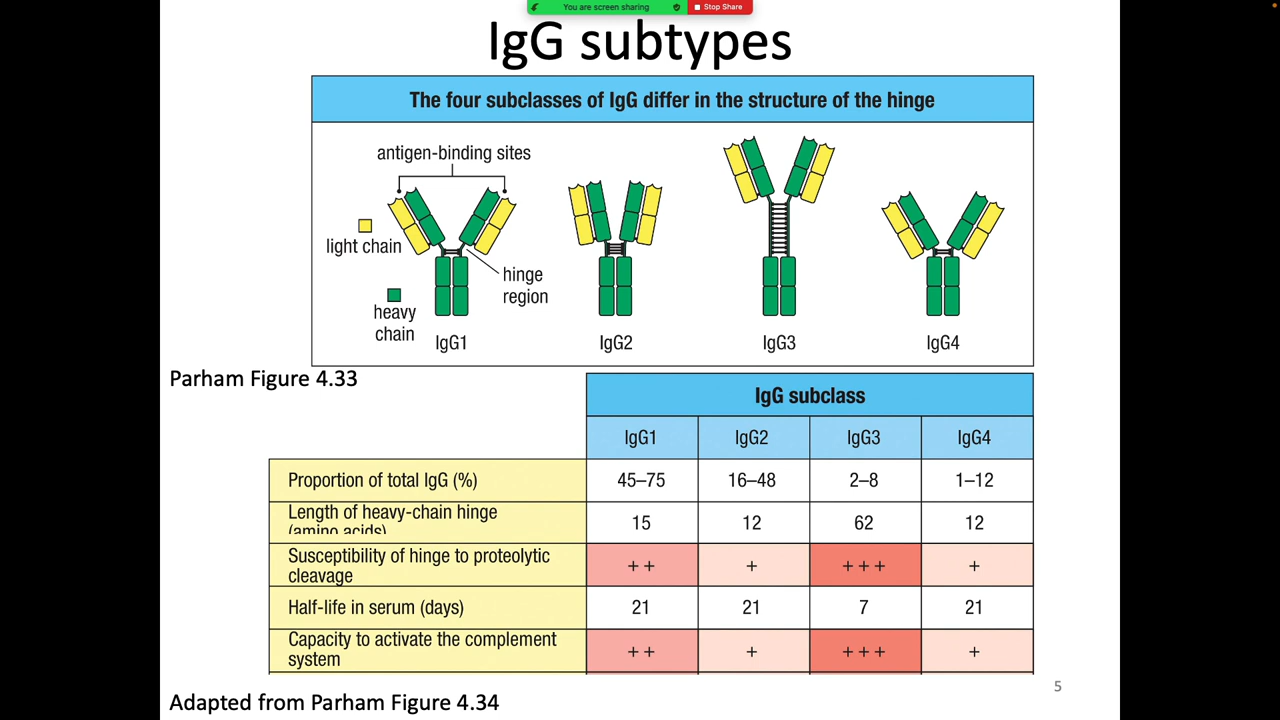 You are screen sharing
Stop Share
IgG subtypes
The four subclasses of IgG differ in the structure of the hinge
antigen-binding sites
light chain
hinge
region
heavy
chain
IgG1
IgG2
IgG3
IgG4
Parham Figure 4.33
IgG subclass
IgG1 IgG2 IgG3 IgG4
Proportion of total IgG (%) 45–75 16–48 2–8 1–12
Length of heavy-chain hinge
(amino acids) 15 12 62 12
Susceptibility of hinge to proteolytic
cleavage + + + + + + +
Half-life in serum (days) 21 21 7 21
Capacity to activate the complement
system + + + + + + +
5
Adapted from Parham Figure 4.34